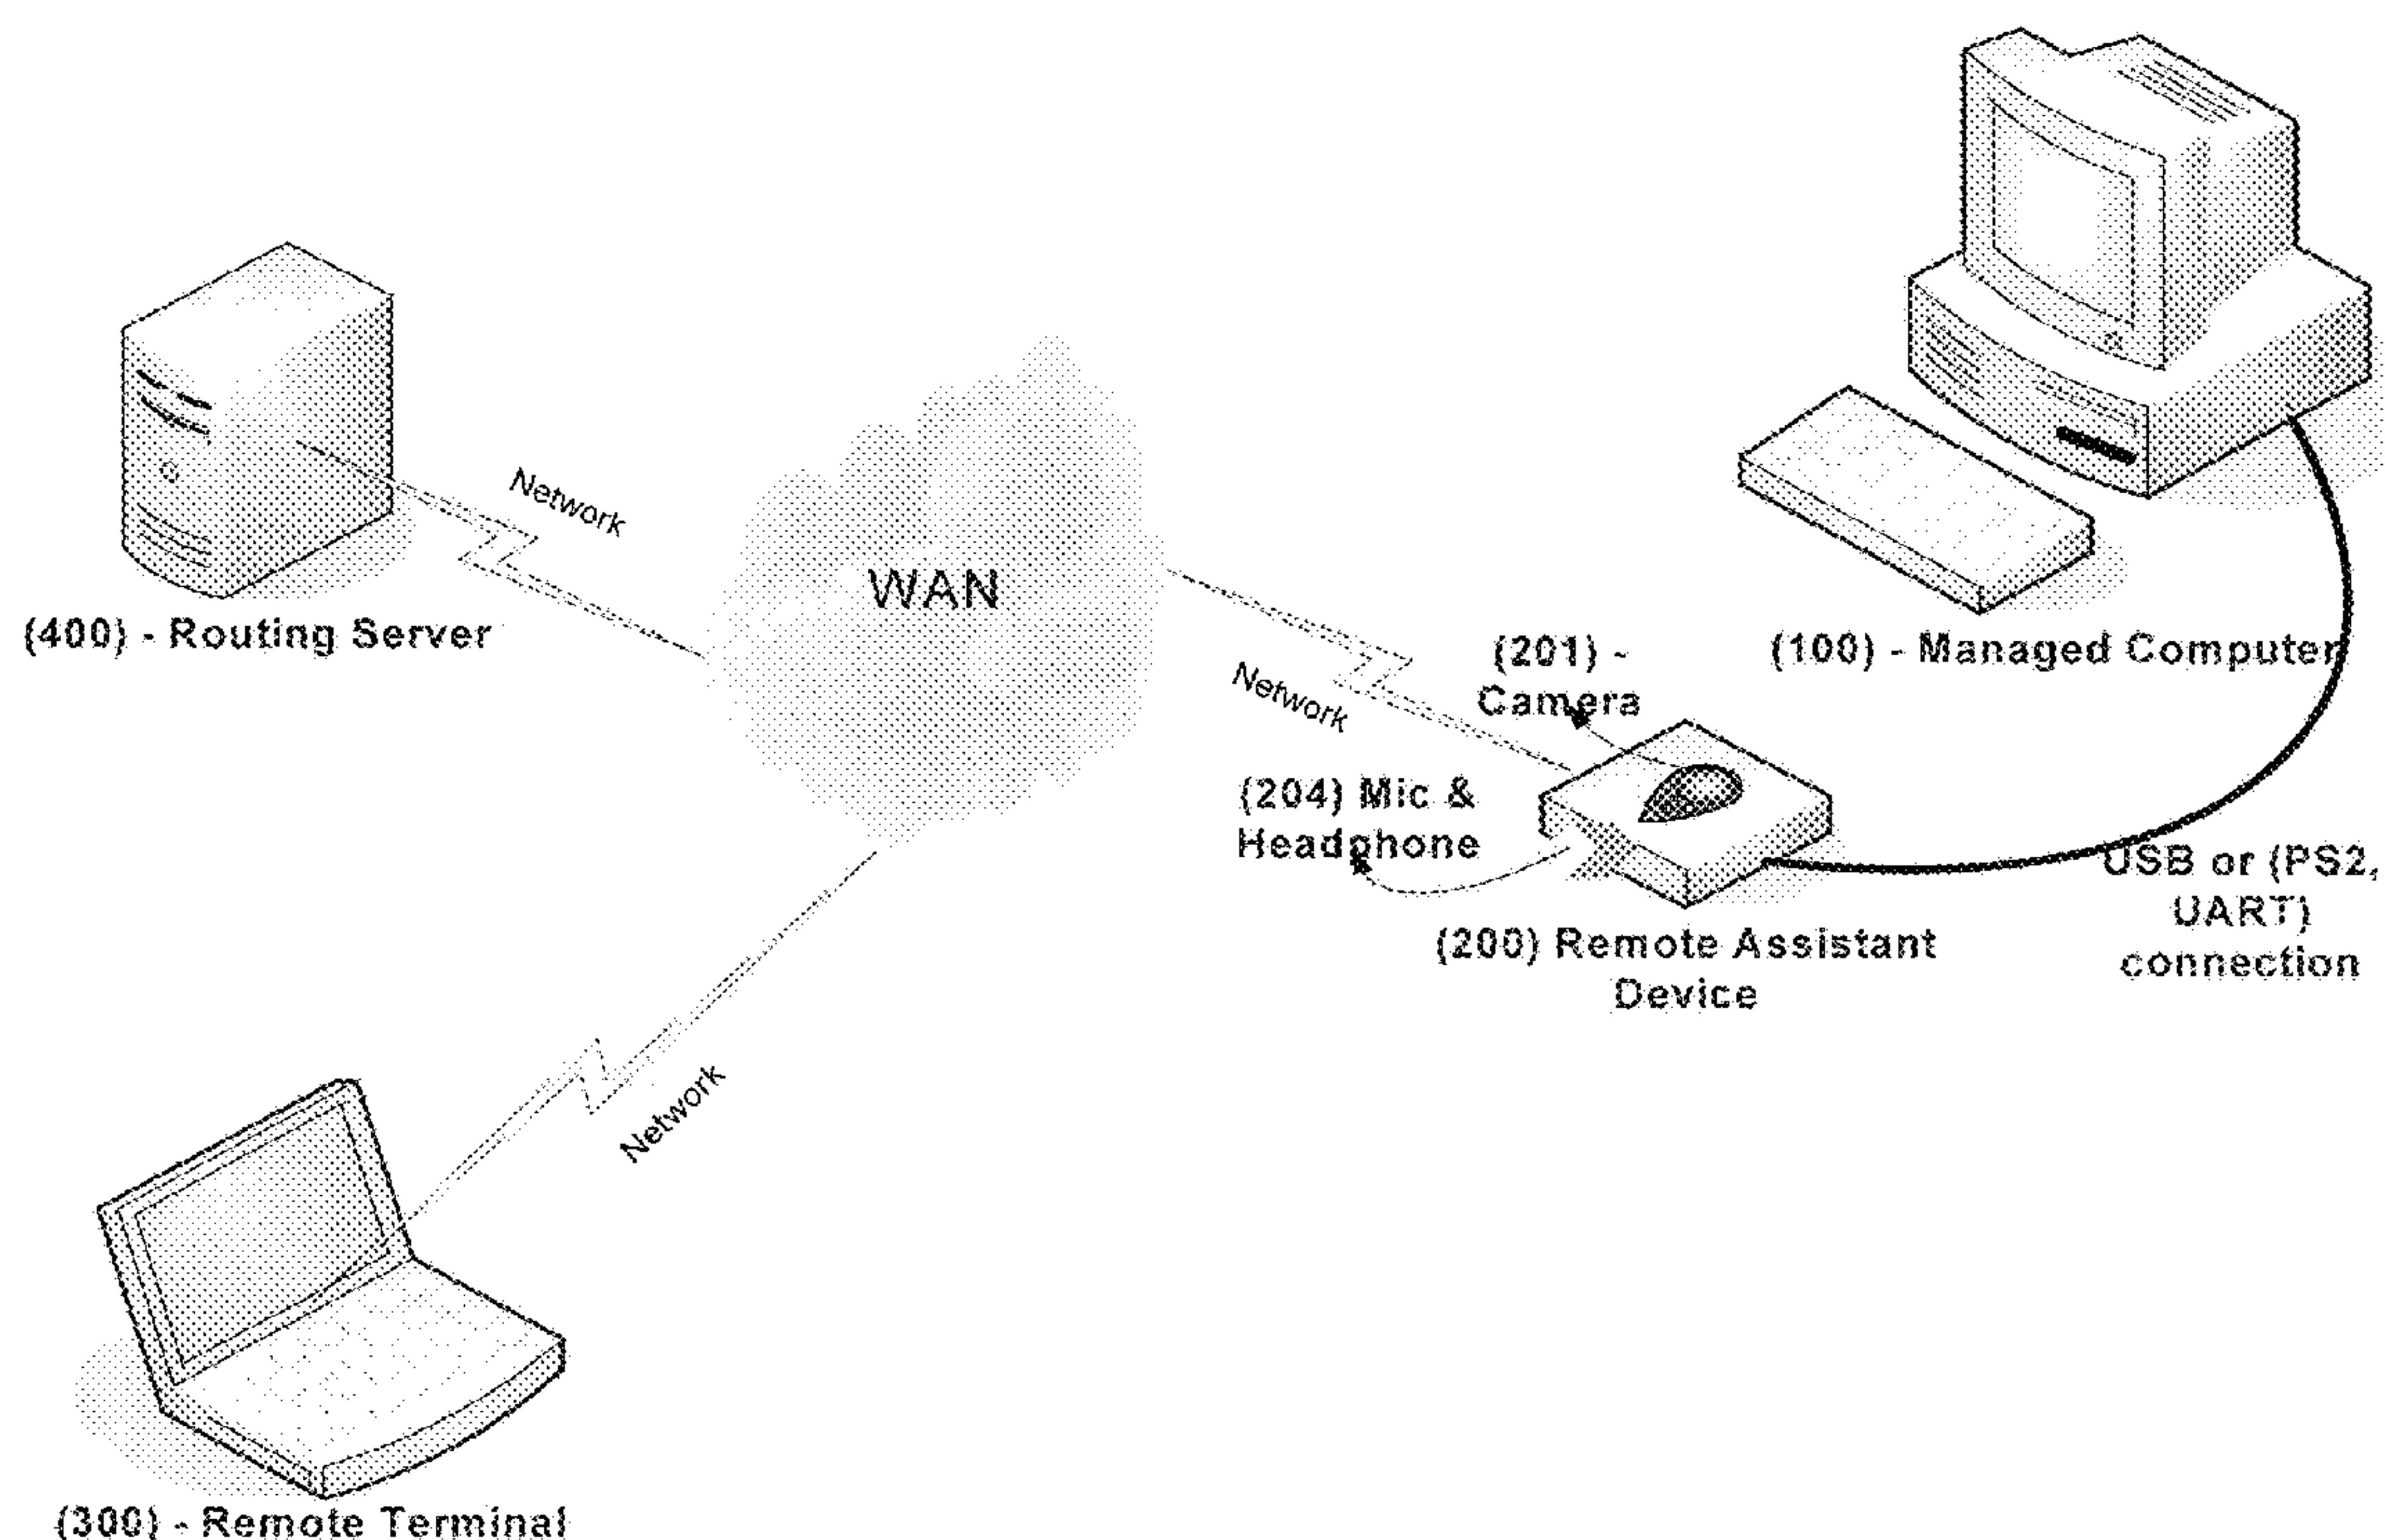 Network
WAN
(400) - Routing Server
(201) -
Camera
(100) - Managed Computer
Network
(204) Mic &
Headphone
USB or (PS2,
UART)
connection
(200) Remote Assistant
Device
Network
(300) - Remote Terminal